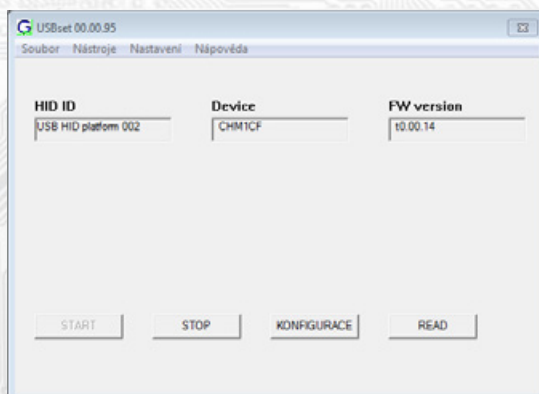 USBset 00.00.95
Soubor Nástroje Nastavení Nápověda
HID ID Device FW version
USB HID platform 002 CHM1CF t0.00.14
START STOP KONFIGURACE READ